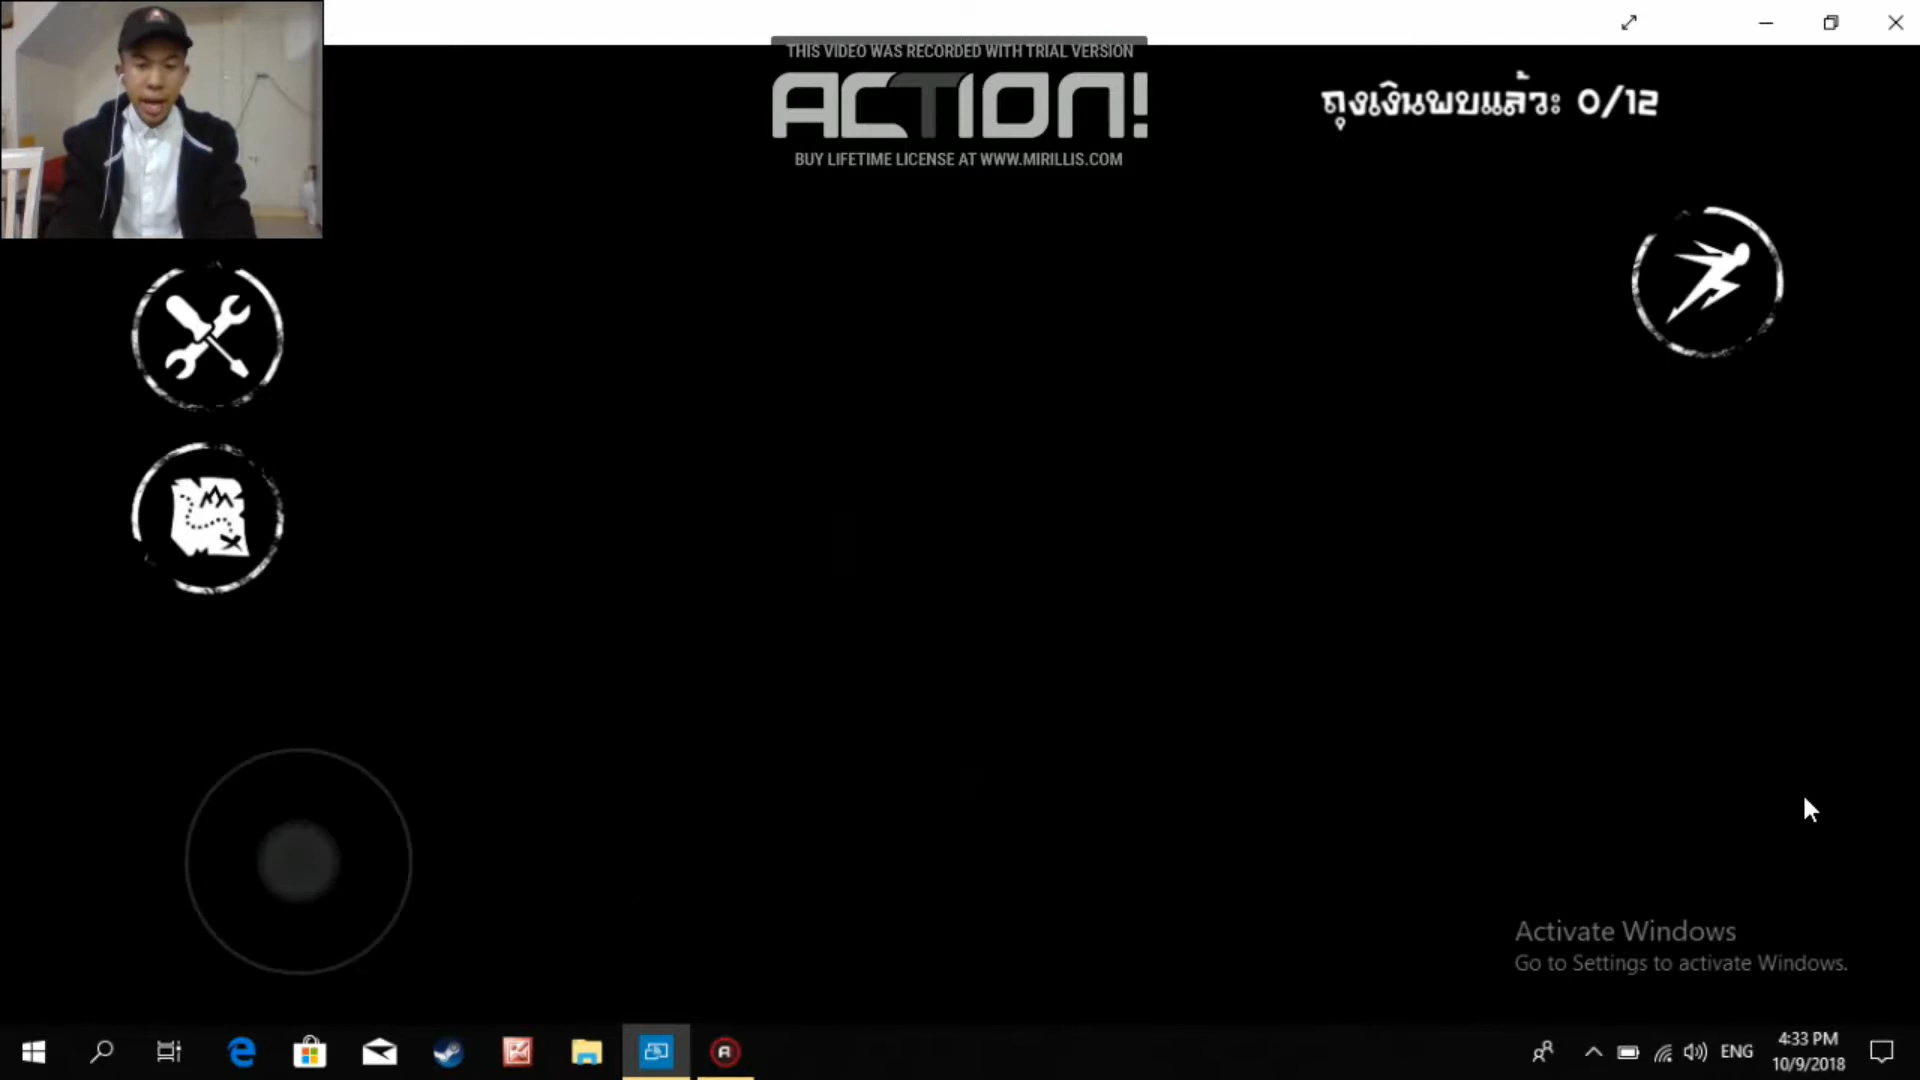 THIS VIDEO WAS RECORDED WITH TRIAL VERSION
ACTION!
BUY LIFETIME LICENSE AT WWW.MIRILLIS.COM
ถุงเงินพบแล้ว: 0/12
Activate Windows
Go to Settings to activate Windows.
ENG
4:33 PM
10/9/2018